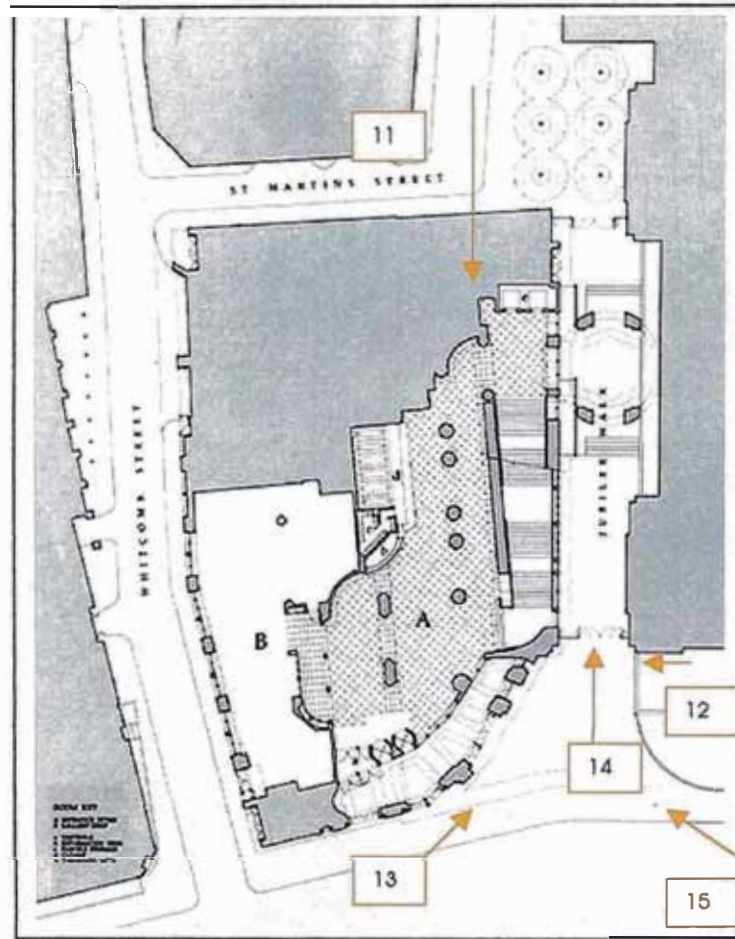 11
ST MARTINS STREET
WHITCOMB STREET
JUBILEE WALK
A
B
12
14
13
15
ROOM KEY